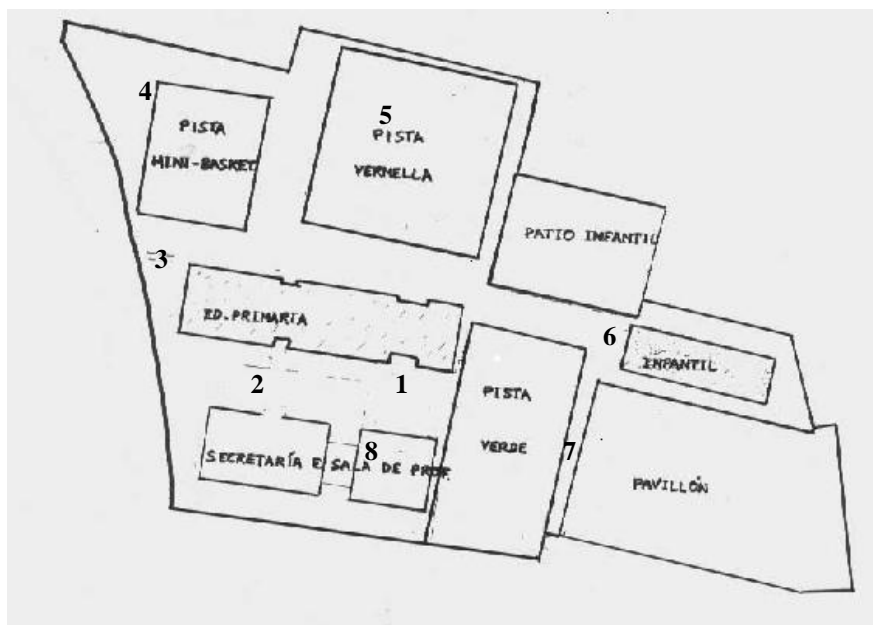 4
PISTA
MINI-BASKET
5
PISTA
VERMELLA
PATIO INFANTIL
3
ED. PRIMARIA
6
INFANTIL
2
1
PISTA
VERDE
7
8
SECRETARÍA E SALA DE PROF
PAVILLÓN